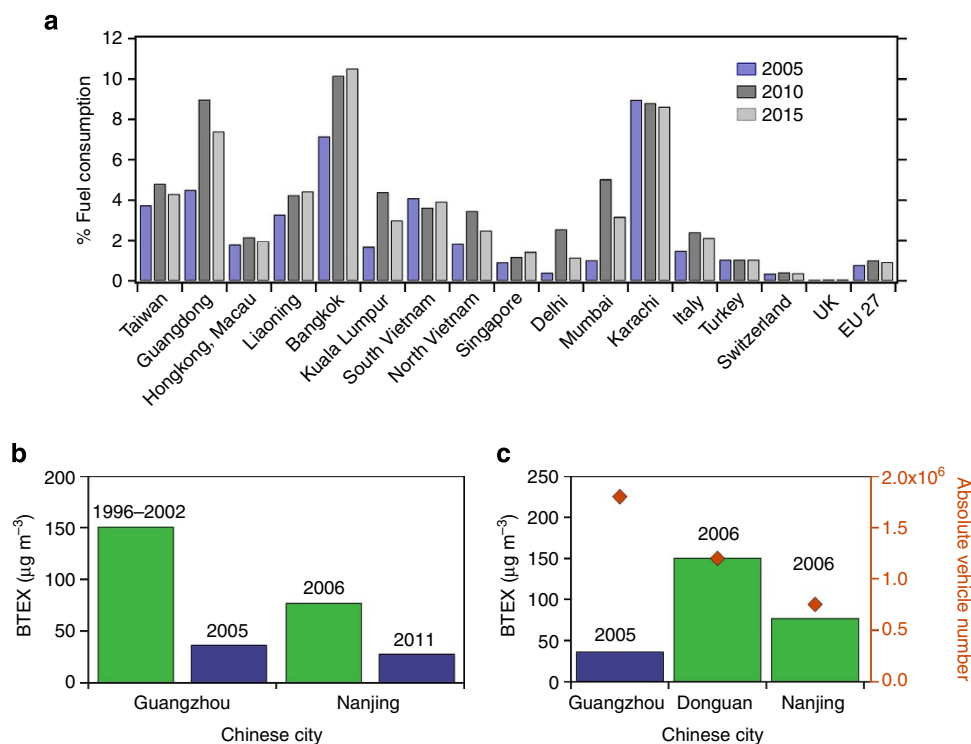 a
12
10
8
6
4
2
0
% Fuel consumption
2005
2010
2015
Taiwan
Guangdong
Hongkong, Macau
Liaoning
Bangkok
Kuala Lumpur
South Vietnam
North Vietnam
Singapore
Delhi
Mumbai
Karachi
Italy
Turkey
Switzerland
UK
EU 27
b
200
150
100
50
0
BTEX (µg m⁻³)
1996–2002
2005
2006
2011
Guangzhou
Nanjing
Chinese city
c
250
200
150
100
50
0
BTEX (µg m⁻³)
2005
2006
2006
2.0x10⁶
1.5
1.0
0.5
0.0
Absolute vehicle number
Guangzhou
Donguan
Nanjing
Chinese city